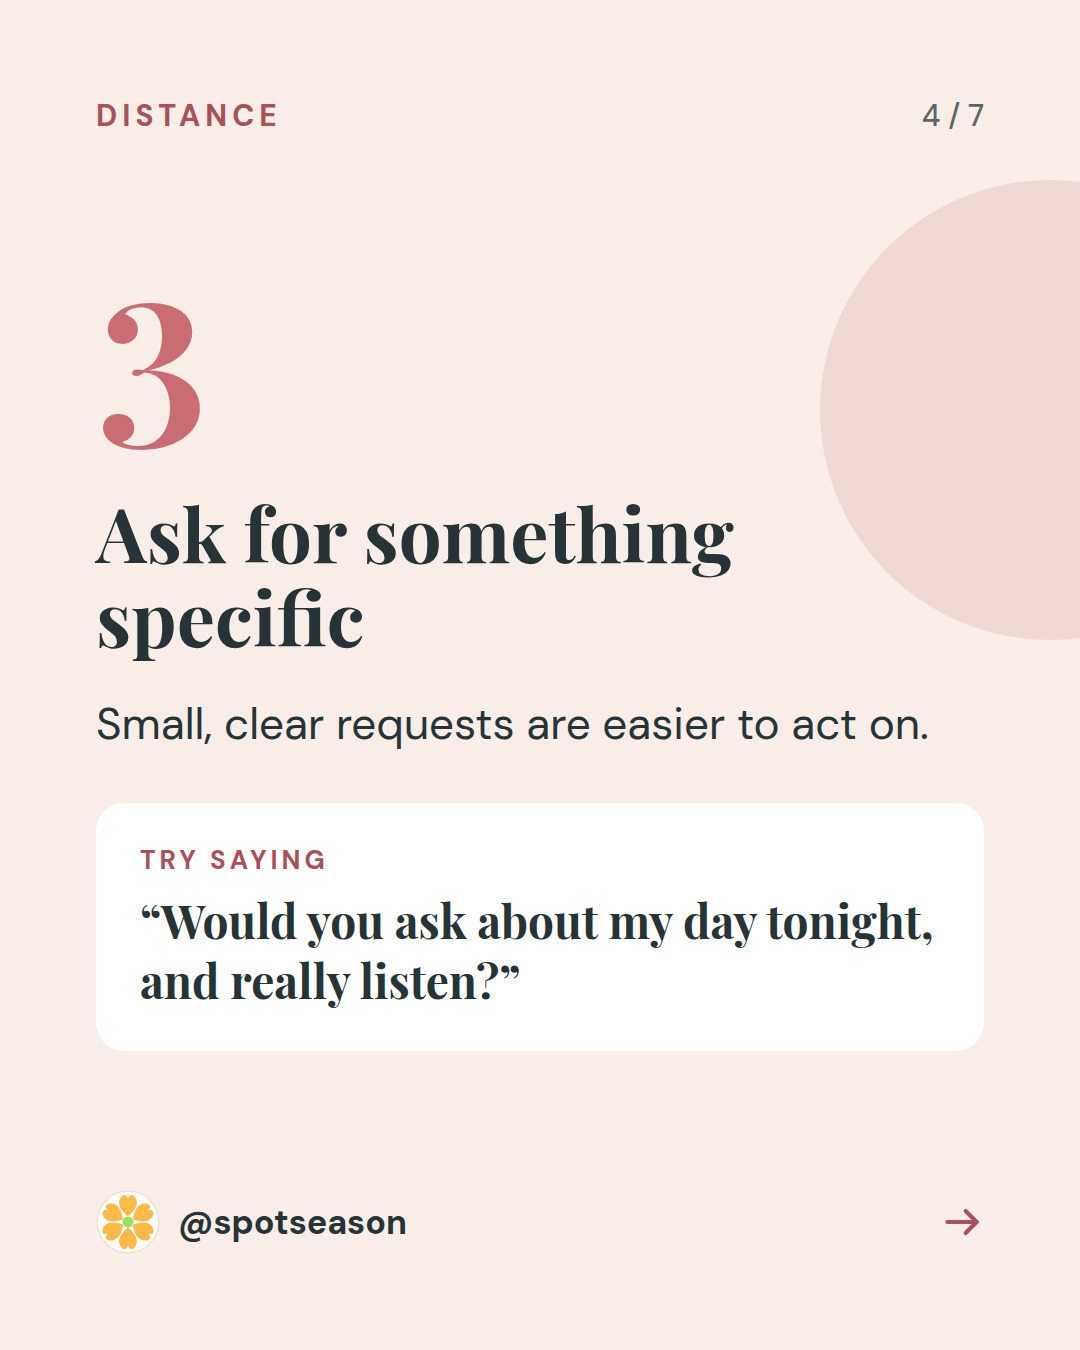 DISTANCE
4 / 7
3
Ask for something
specific
Small, clear requests are easier to act on.
TRY SAYING
“Would you ask about my day tonight,
and really listen?”
@spotseason